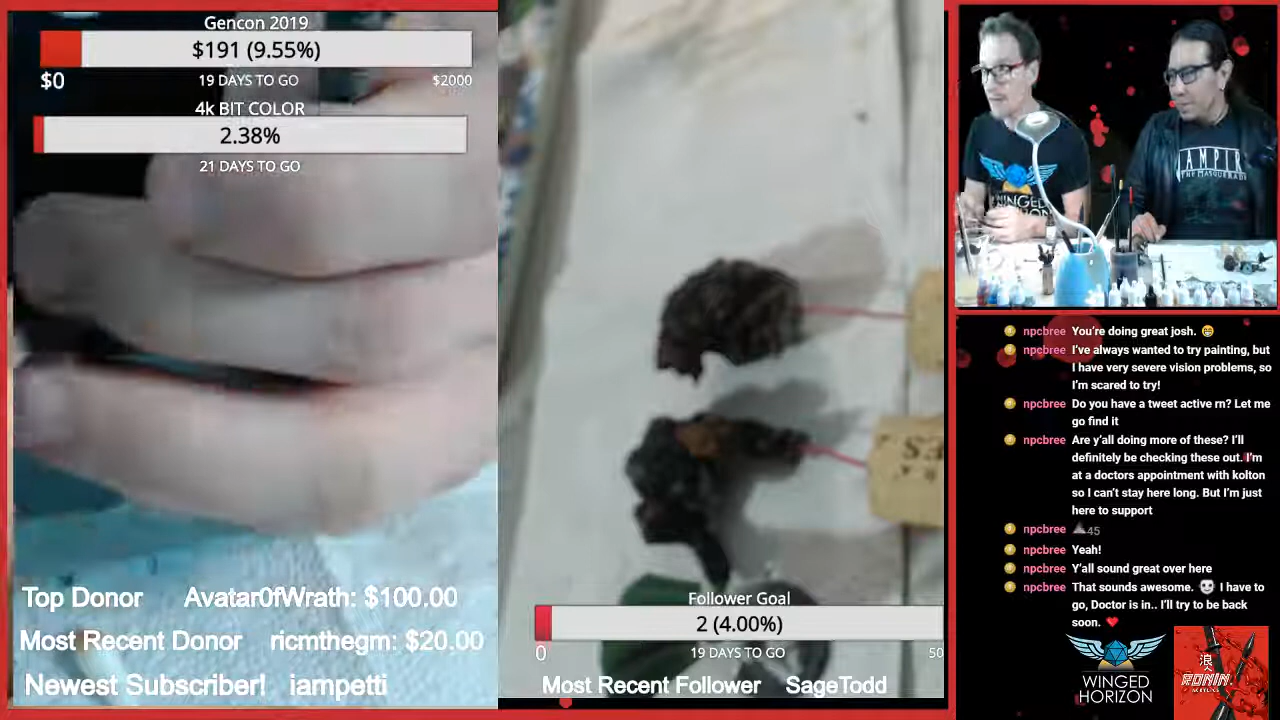 Gencon 2019
$191 (9.55%)
$0
19 DAYS TO GO
$2000
4k BIT COLOR
2.38%
21 DAYS TO GO
Top Donor AvatarOfWrath: $100.00
Most Recent Donor ricmthegm: $20.00
Newest Subscriber! iampetti
Follower Goal
2 (4.00%)
0
19 DAYS TO GO
50
Most Recent Follower SageTodd
WINGED
HORIZON
VAMPIRE
THE MASQUERADE
npcbree You're doing great josh. 😁
npcbree I've always wanted to try painting, but
I have very severe vision problems, so
I'm scared to try!
npcbree Do you have a tweet active rn? Let me
go find it
npcbree Are y'all doing more of these? I'll
definitely be checking these out. I'm
at a doctors appointment with kolton
so I can't stay here long. But I'm just
here to support
npcbree 45
npcbree Yeah!
npcbree Y'all sound great over here
npcbree That sounds awesome. I have to
go, Doctor is in.. I'll try to be back
soon. ❤️
WINGED
HORIZON
浪人
RONIN